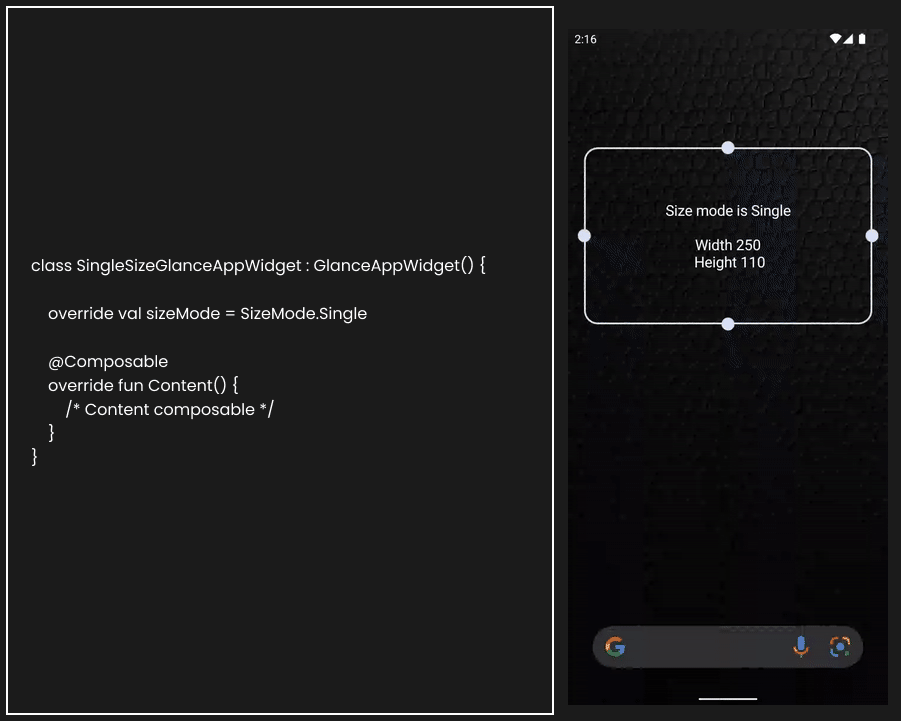 class SingleSizeGlanceAppWidget : GlanceAppWidget() {
override val sizeMode = SizeMode.Single
@Composable
override fun Content() {
/* Content composable */
}
}
2:16
Size mode is Single
Width 250
Height 110